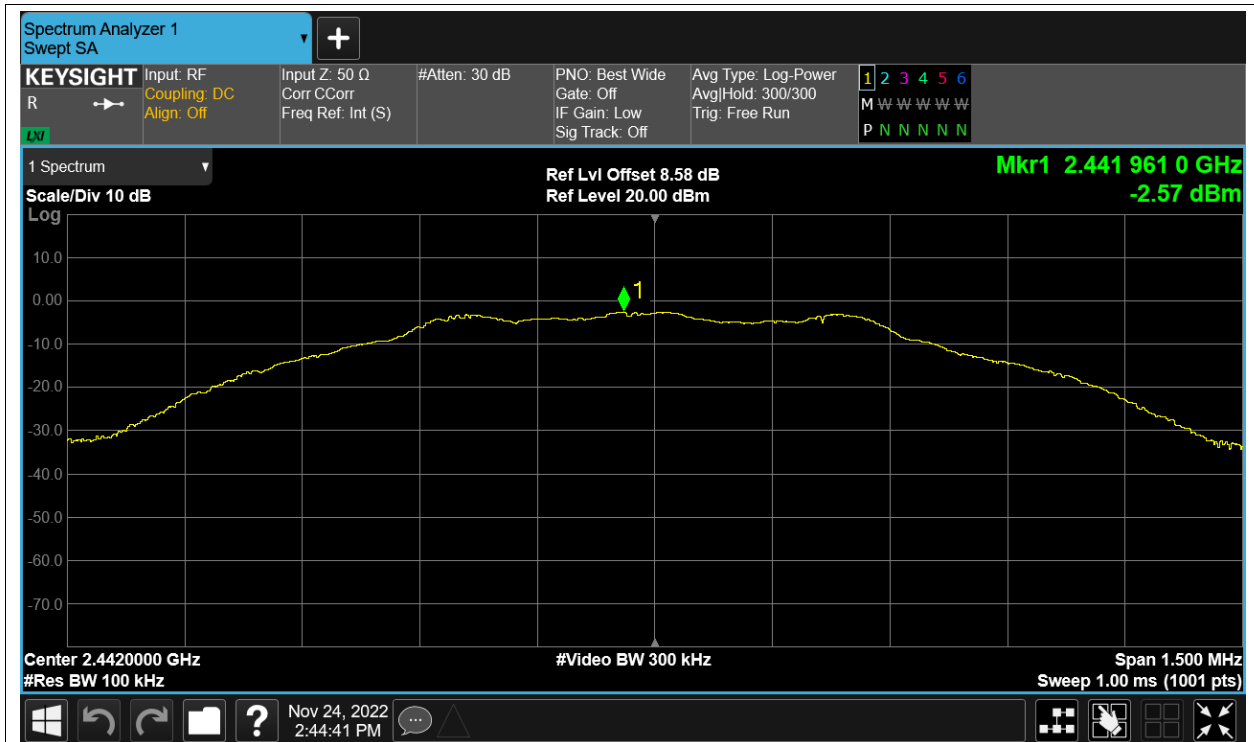 Spectrum Analyzer 1
Swept SA
KEYSIGHT
R
LXI
Input: RF
Coupling: DC
Align: Off
Input Z: 50 Ω
Corr CCorr
Freq Ref: Int (S)
#Atten: 30 dB
PNO: Best Wide
Gate: Off
IF Gain: Low
Sig Track: Off
Avg Type: Log-Power
Avg|Hold: 300/300
Trig: Free Run
1 2 3 4 5 6
M W W W W W
P N N N N N
1 Spectrum
Scale/Div 10 dB
Log
Ref Lvl Offset 8.58 dB
Ref Level 20.00 dBm
Mkr1 2.441 961 0 GHz
-2.57 dBm
10.0
0.00
1
-10.0
-20.0
-30.0
-40.0
-50.0
-60.0
-70.0
Center 2.4420000 GHz
#Res BW 100 kHz
#Video BW 300 kHz
Span 1.500 MHz
Sweep 1.00 ms (1001 pts)
?
Nov 24, 2022
2:44:41 PM